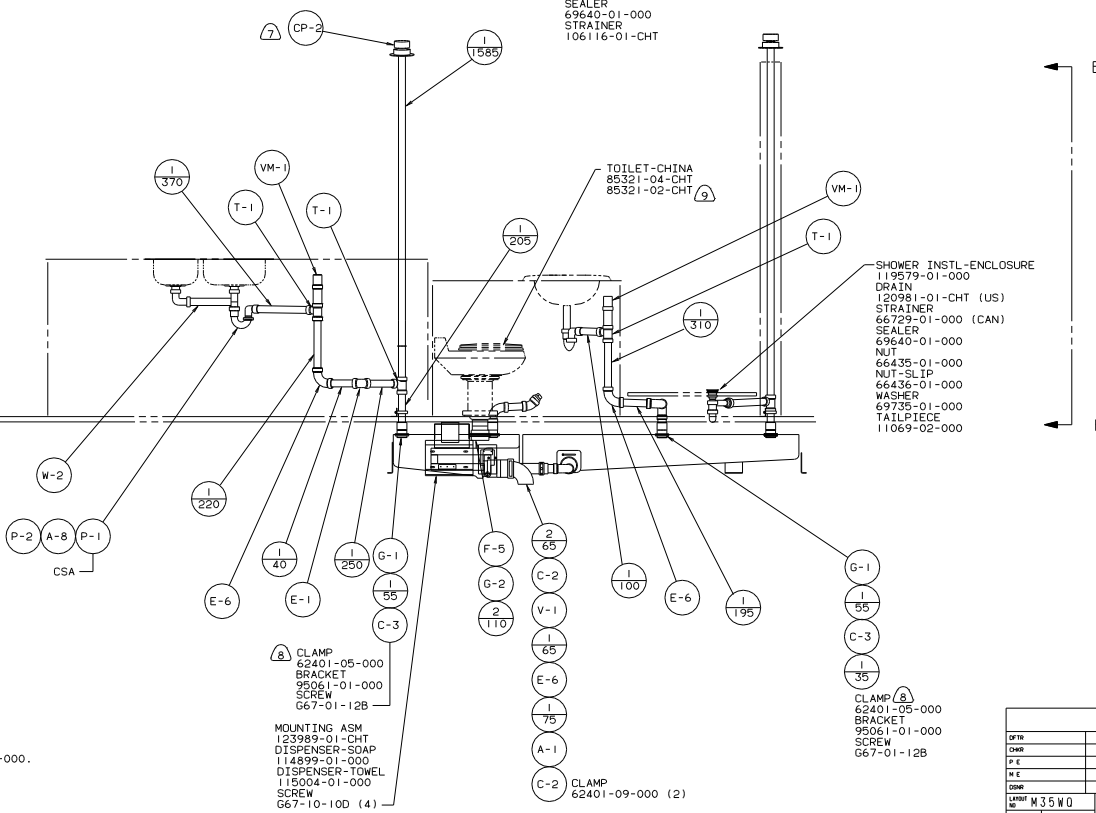 SEALER
69640-01-000
STRAINER
106116-01-CHT
7
CP-2
1
1585
1
370
VM-1
T-1
T-1
1
205
TOILET-CHINA
85321-04-CHT
85321-02-CHT 9
VM-1
T-1
1
310
SHOWER INSTL-ENCLOSURE
119579-01-000
DRAIN
120981-01-CHT (US)
STRAINER
66729-01-000 (CAN)
SEALER
69640-01-000
NUT
66435-01-000
NUT-SLIP
66436-01-000
WASHER
69735-01-000
TAILPIECE
11069-02-000
W-2
1
220
P-2 A-8 P-1
CSA
1
40
1
250
E-6
E-1
G-1
1
55
C-3
8 CLAMP
62401-05-000
BRACKET
95061-01-000
SCREW
G67-01-12B
MOUNTING ASM
123989-01-CHT
DISPENSER-SOAP
114899-01-000
DISPENSER-TOWEL
115004-01-000
SCREW
G67-10-10D (4)
F-5
G-2
2
110
2
65
C-2
V-1
1
65
E-6
1
75
A-1
C-2 CLAMP
62401-09-000 (2)
1
100
E-6
1
195
G-1
1
55
C-3
1
35
CLAMP 8
62401-05-000
BRACKET
95061-01-000
SCREW
G67-01-12B
-000.
DFTR
CHKR
P E
M E
DSNR
LAYOUT NO M35WQ